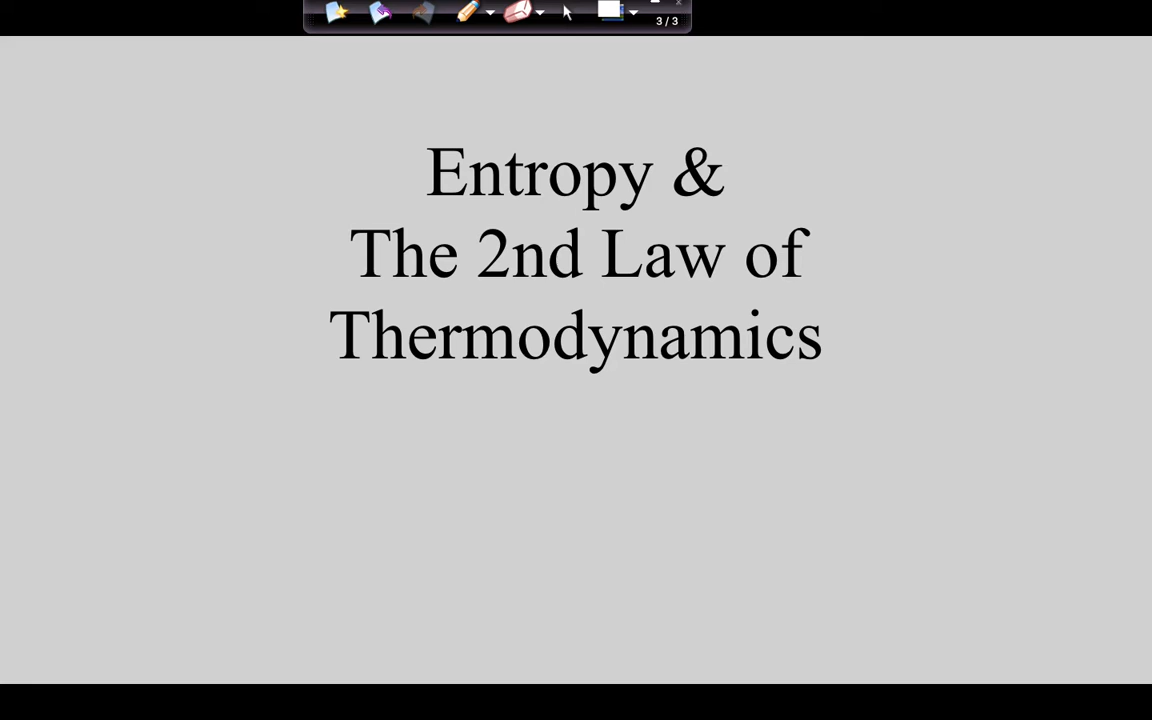 3 / 3
Entropy &
The 2nd Law of
Thermodynamics